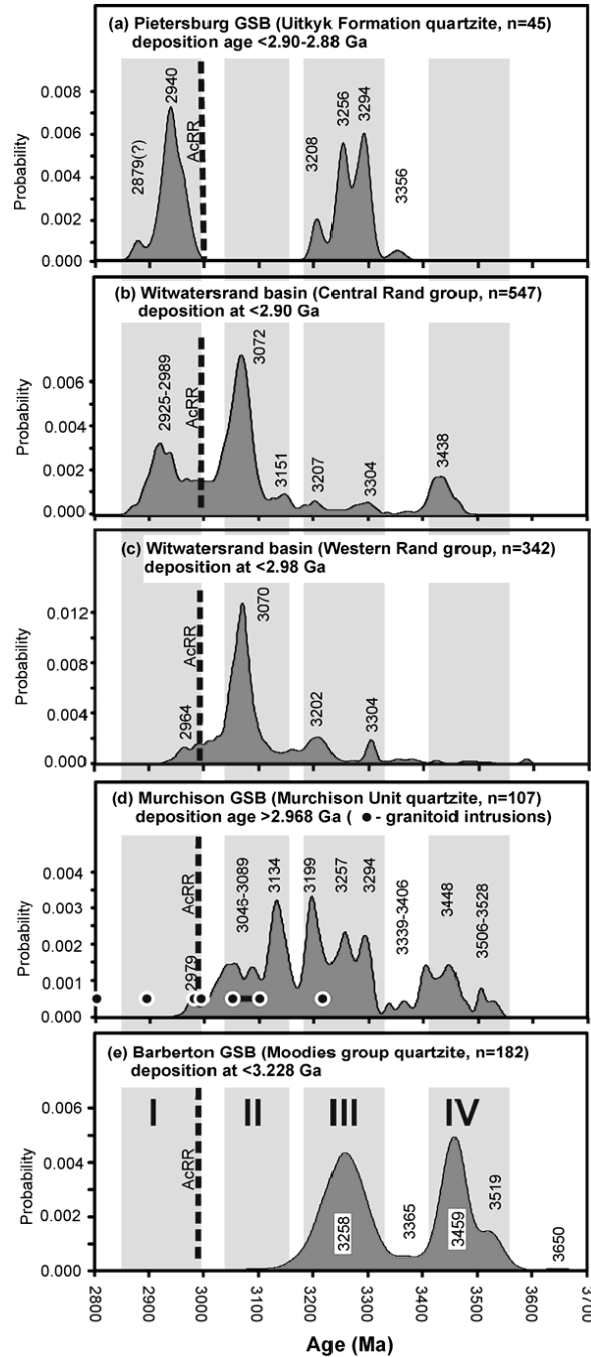 (a) Pietersburg GSB (Uitkyk Formation quartzite, n=45)
deposition age <2.90-2.88 Ga
Probability
0.008
0.006
0.004
0.002
0.000
2879(?)
2940
AcRR
3208
3256
3294
3356
(b) Witwatersrand basin (Central Rand group, n=547)
deposition at <2.90 Ga
Probability
0.006
0.004
0.002
0.000
2925-2989
AcRR
3072
3151
3207
3304
3438
(c) Witwatersrand basin (Western Rand group, n=342)
deposition at <2.98 Ga
Probability
0.012
0.008
0.004
0.000
2964
AcRR
3070
3202
3304
(d) Murchison GSB (Murchison Unit quartzite, n=107)
deposition age >2.968 Ga ( ● - granitoid intrusions)
Probability
0.004
0.003
0.002
0.001
0.000
2979
AcRR
3046-3089
3134
3199
3257
3294
3339-3406
3448
3506-3528
(e) Barberton GSB (Moodies group quartzite, n=182)
deposition at <3.228 Ga
Probability
0.006
0.004
0.002
0.000
I
II
III
IV
AcRR
3258
3365
3459
3519
3650
2800
2900
3000
3100
3200
3300
3400
3500
3600
3700
Age (Ma)